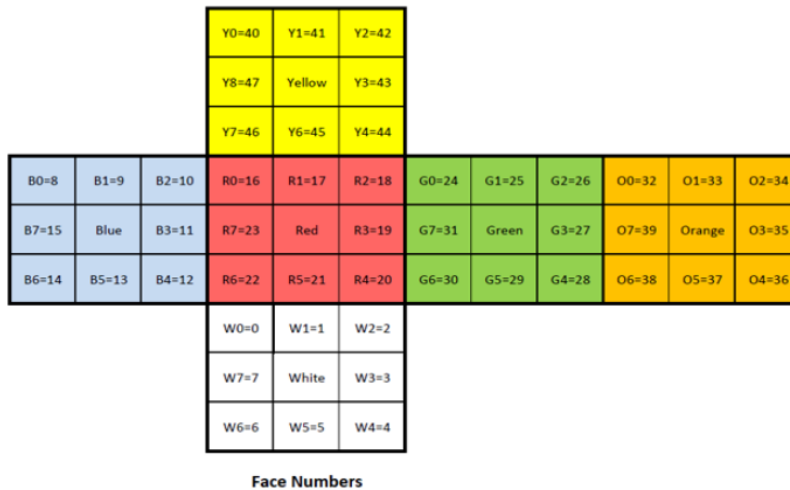 Y0=40 Y1=41 Y2=42
Y8=47 Yellow Y3=43
Y7=46 Y6=45 Y4=44
B0=8 B1=9 B2=10 R0=16 R1=17 R2=18 G0=24 G1=25 G2=26 O0=32 O1=33 O2=34
B7=15 Blue B3=11 R7=23 Red R3=19 G7=31 Green G3=27 O7=39 Orange O3=35
B6=14 B5=13 B4=12 R6=22 R5=21 R4=20 G6=30 G5=29 G4=28 O6=38 O5=37 O4=36
W0=0 W1=1 W2=2
W7=7 White W3=3
W6=6 W5=5 W4=4
Face Numbers